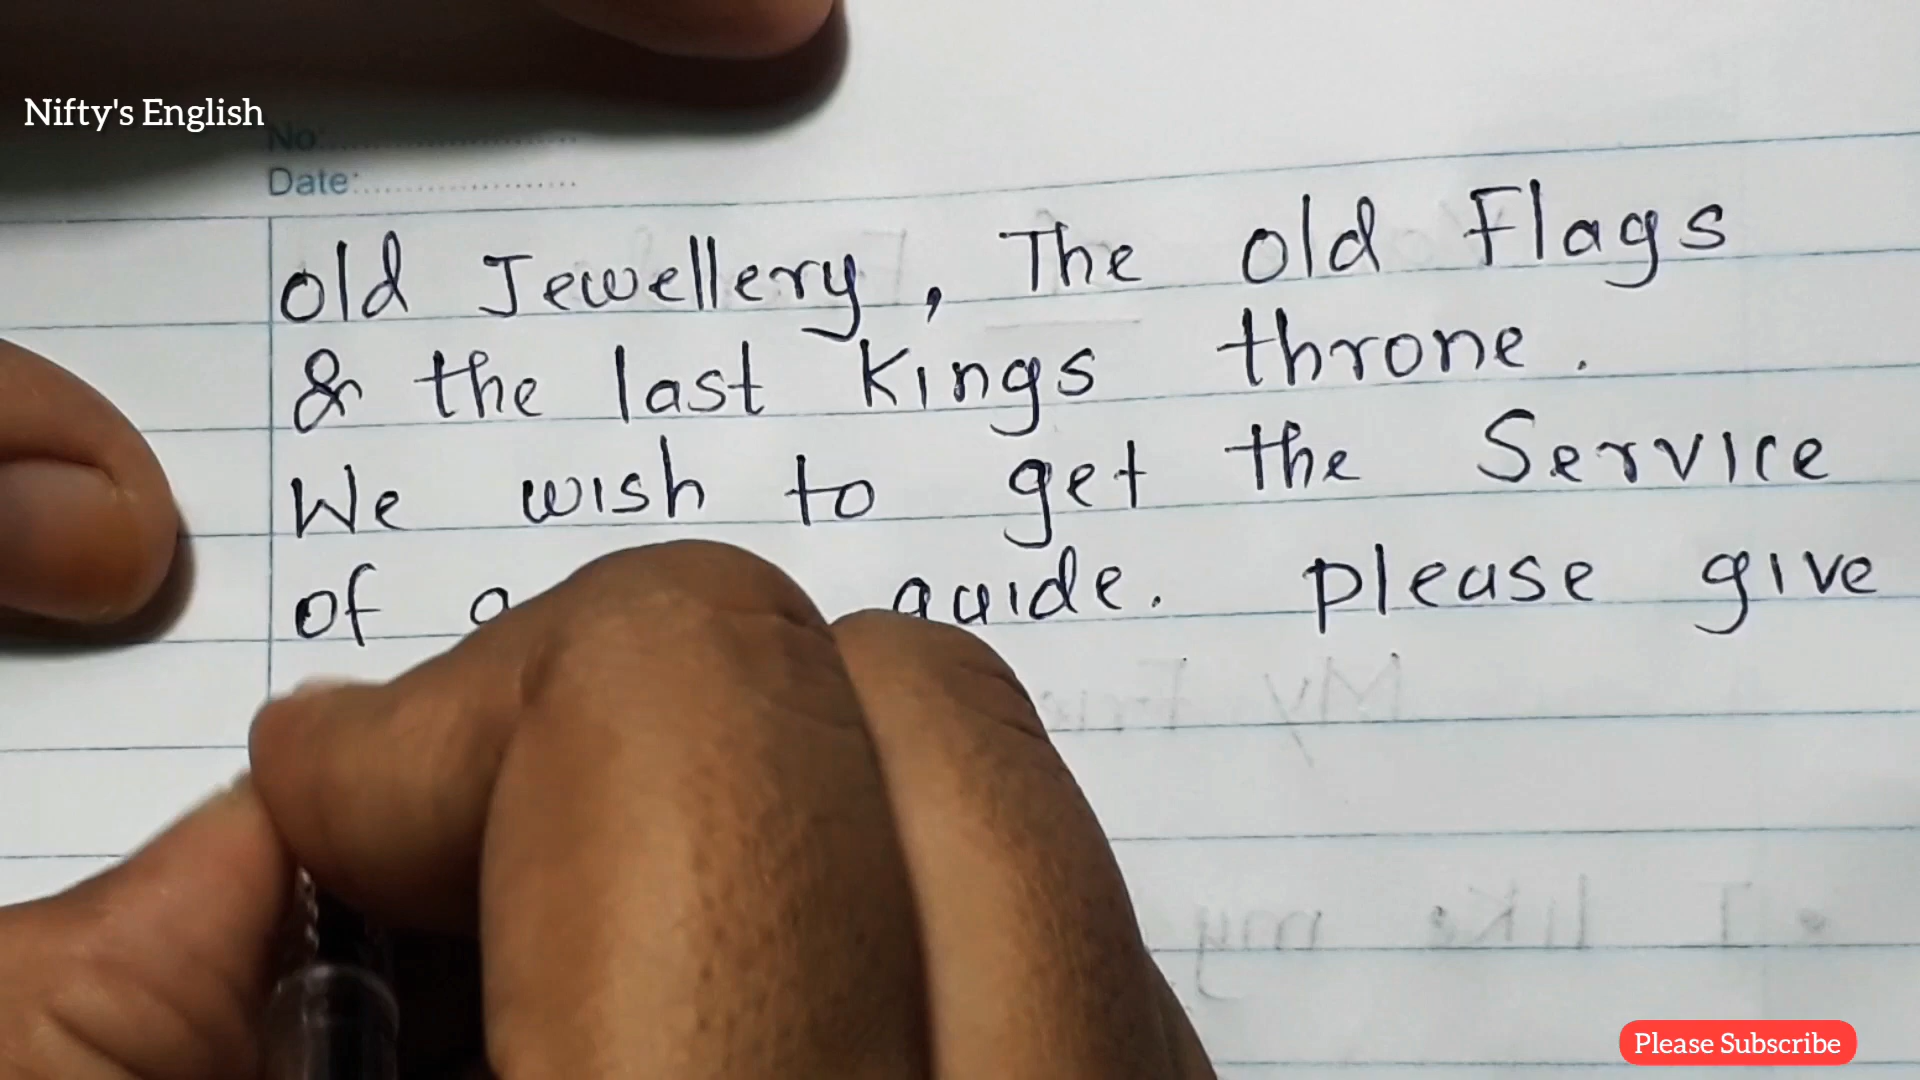 Nifty's English
No:
Date:
old Jewellery, The old Flags
& the last Kings throne.
We wish to get the Service
of a guide. please give
Please Subscribe